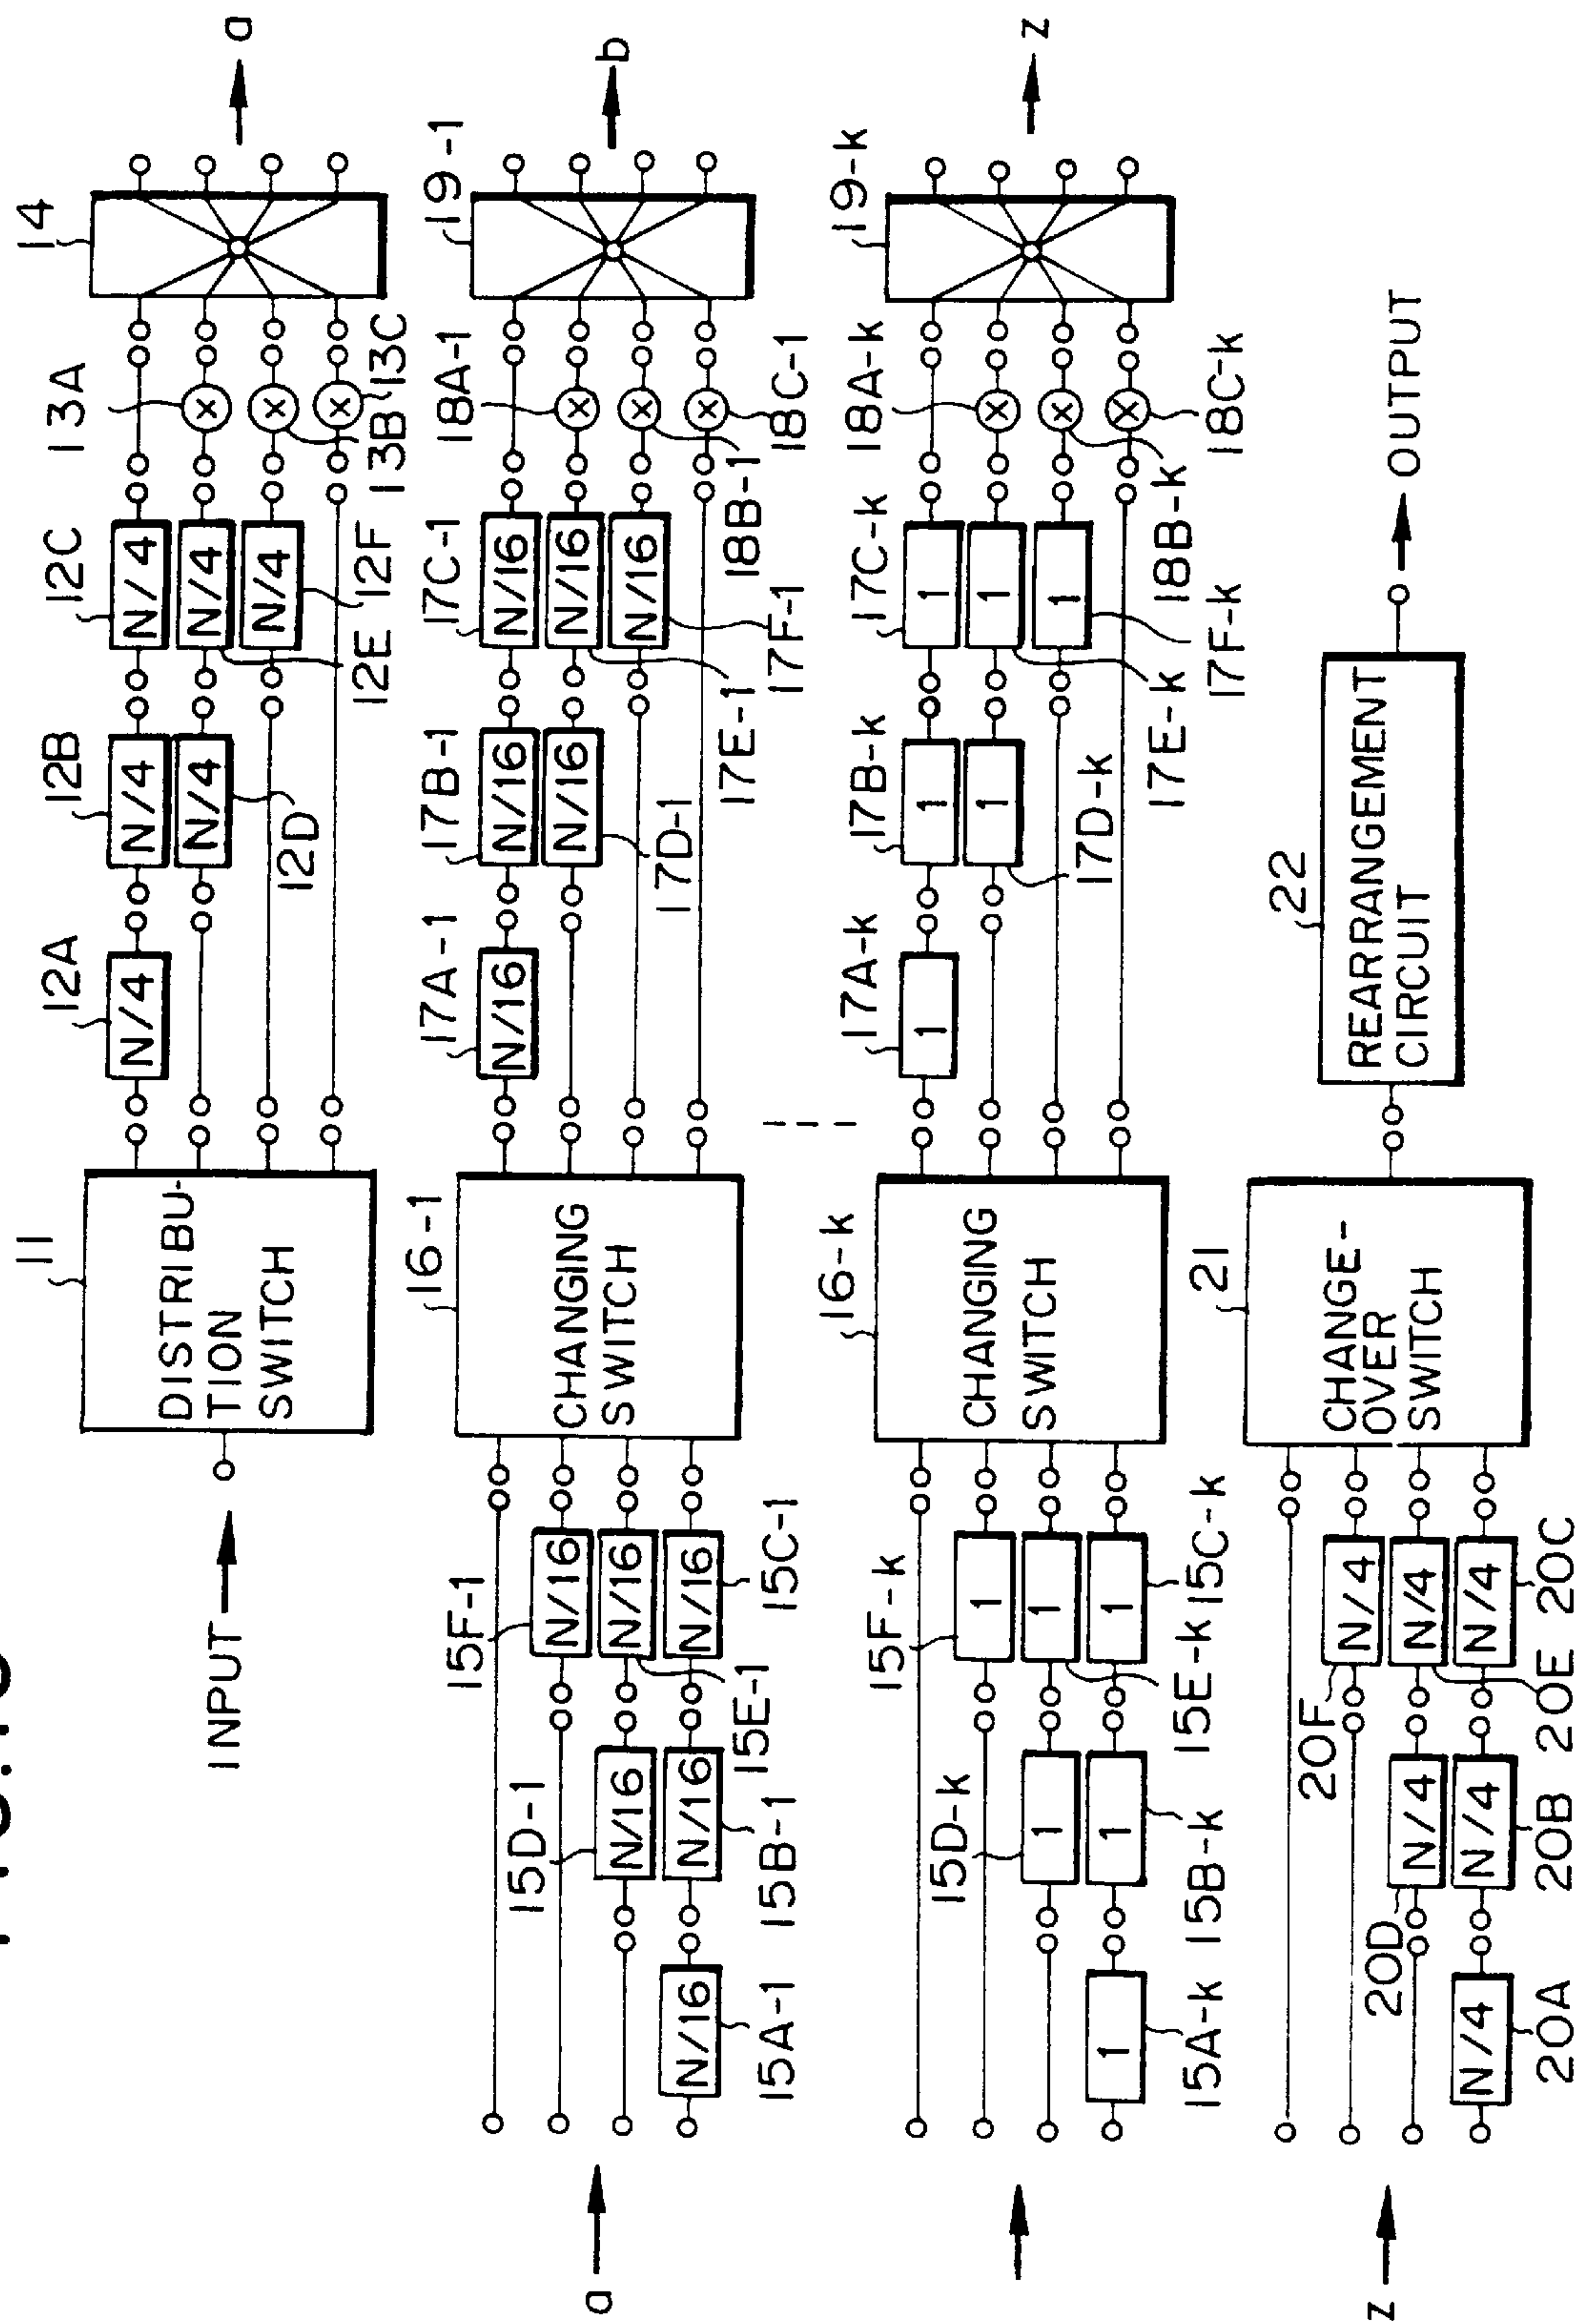 INPUT
11
DISTRIBU-
TION
SWITCH
12A
N/4
12B
N/4
12C
N/4
N/4
N/4
N/4
12D
12E
12F
13A
13B
13C
14
a
a
15F-1
N/16
15D-1
N/16
N/16
15E-1
N/16
N/16
N/16
15A-1
15B-1
15C-1
16-1
CHANGING
SWITCH
17A-1
N/16
17B-1
N/16
17C-1
N/16
N/16
N/16
N/16
17D-1
17E-1
17F-1
18A-1
18B-1
18C-1
19-1
b
15F-k
1
15D-k
1
1
15E-k
1
1
1
15A-k
15B-k
15C-k
16-k
CHANGING
SWITCH
17A-k
1
17B-k
1
17C-k
1
1
1
1
17D-k
17E-k
17F-k
18A-k
18B-k
18C-k
19-k
z
z
20F
N/4
20D
N/4
N/4
N/4
N/4
N/4
20A
20B
20E
20C
21
CHANGE-
OVER
SWITCH
22
REARRANGEMENT
CIRCUIT
OUTPUT